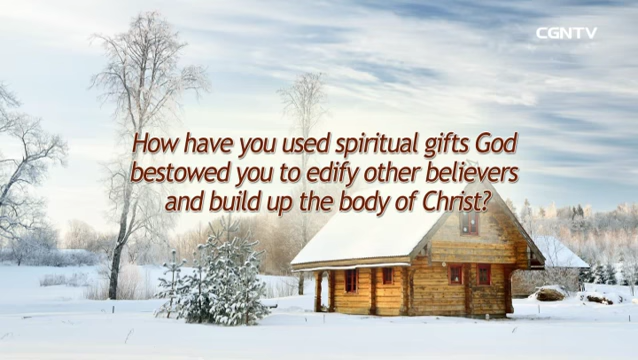 CGNTV
How have you used spiritual gifts God
bestowed you to edify other believers
and build up the body of Christ?